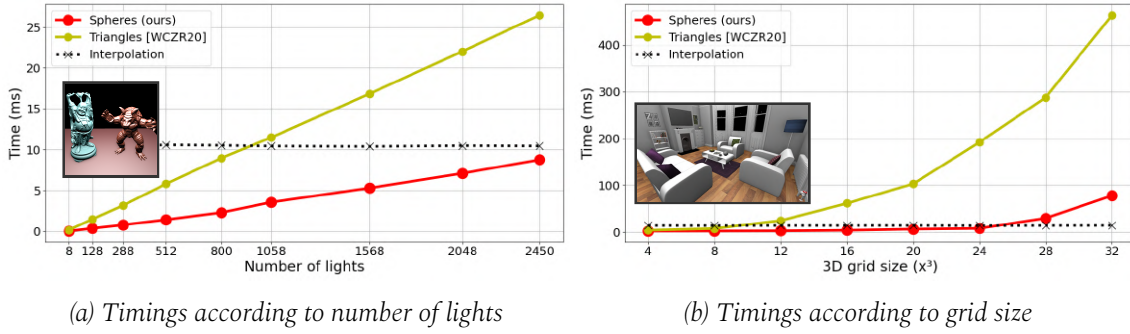 Spheres (ours)
Triangles [WCZR20]
Interpolation
Time (ms)
25
20
15
10
5
0
8 128 288 512 800 1058 1568 2048 2450
Number of lights
(a) Timings according to number of lights
Spheres (ours)
Triangles [WCZR20]
Interpolation
Time (ms)
400
300
200
100
0
4 8 12 16 20 24 28 32
3D grid size (x³)
(b) Timings according to grid size